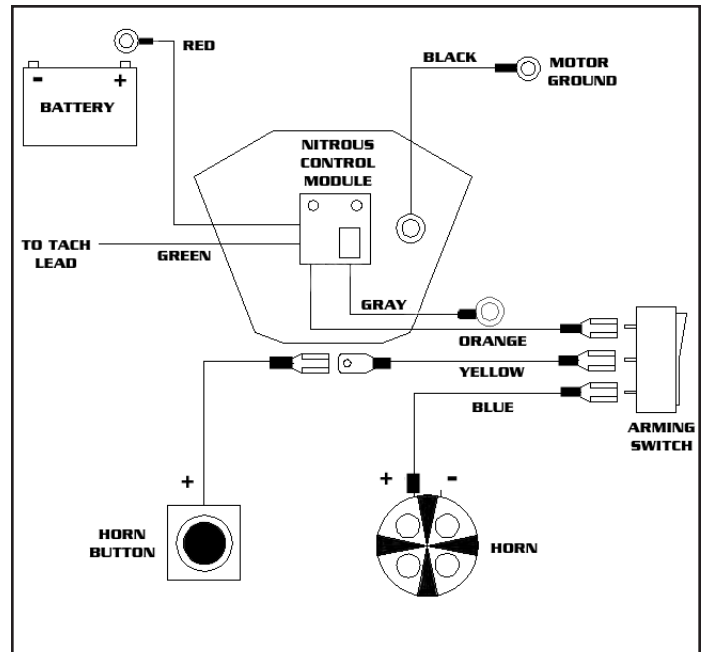 RED
BLACK
MOTOR
GROUND
- +
BATTERY
NITROUS
CONTROL
MODULE
TO TACH
LEAD
GREEN
GRAY
ORANGE
YELLOW
BLUE
ARMING
SWITCH
+
+ -
HORN
BUTTON
HORN